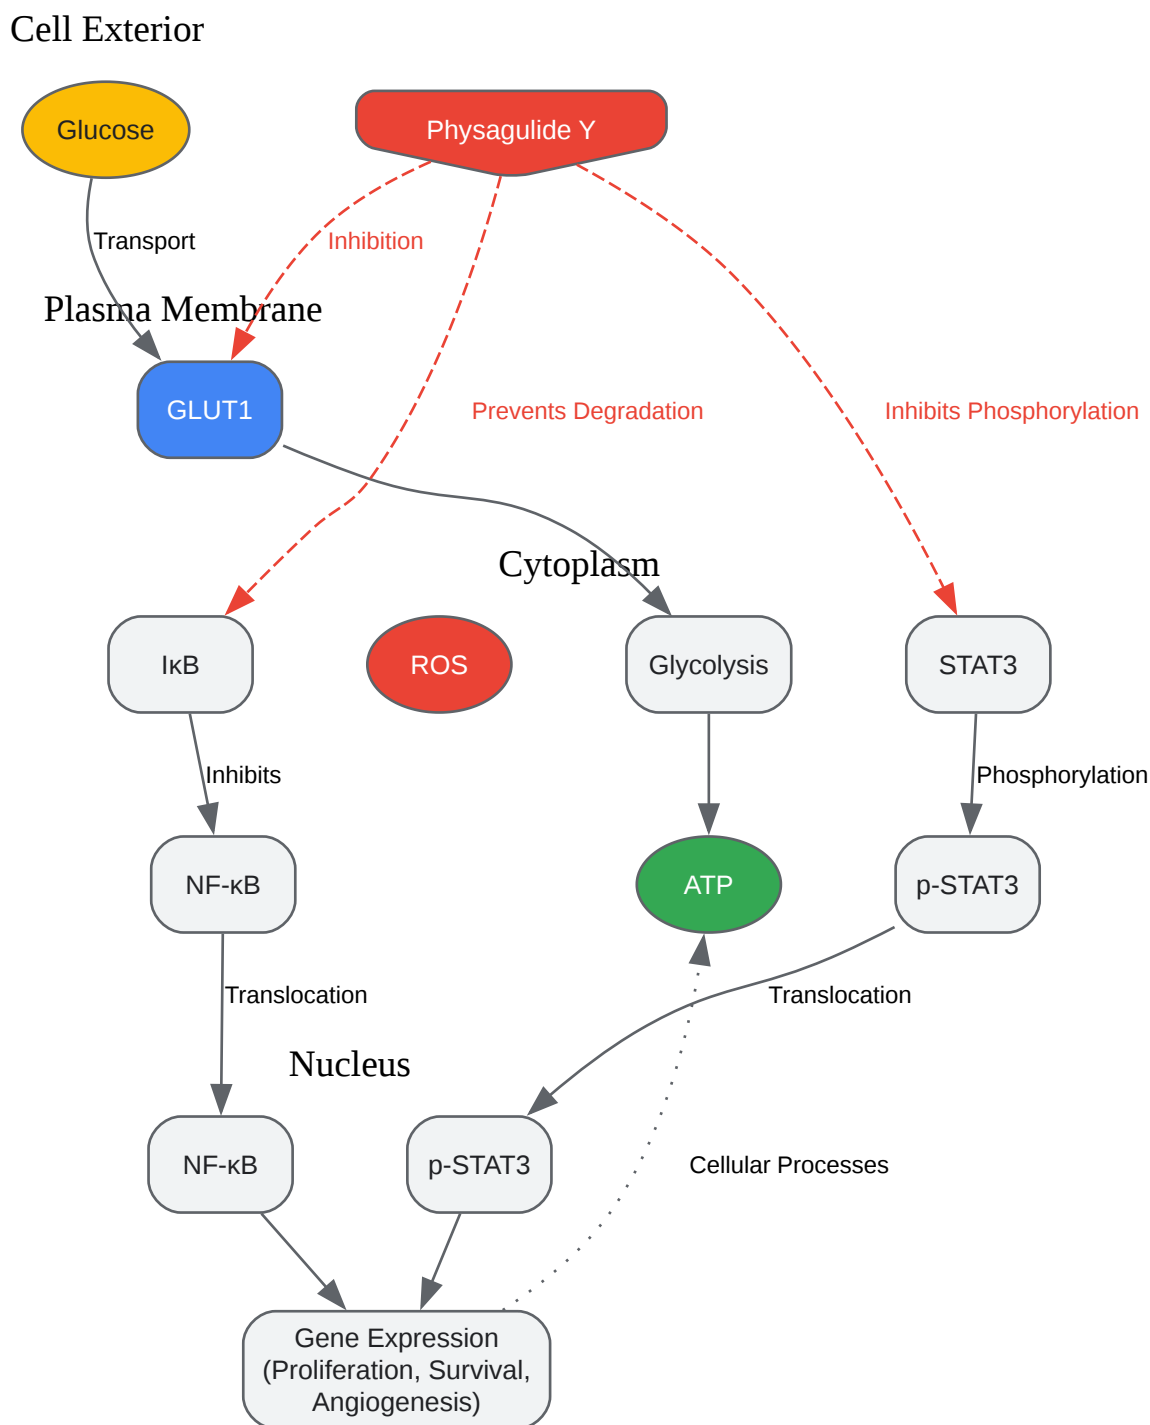 Cell Exterior
Glucose
Physagulide Y
Transport
Inhibition
Plasma Membrane
GLUT1
Prevents Degradation
Inhibits Phosphorylation
Cytoplasm
IκB
ROS
Glycolysis
STAT3
Inhibits
Phosphorylation
NF-κB
ATP
p-STAT3
Translocation
Translocation
Nucleus
NF-κB
p-STAT3
Cellular Processes
Gene Expression
(Proliferation, Survival,
Angiogenesis)